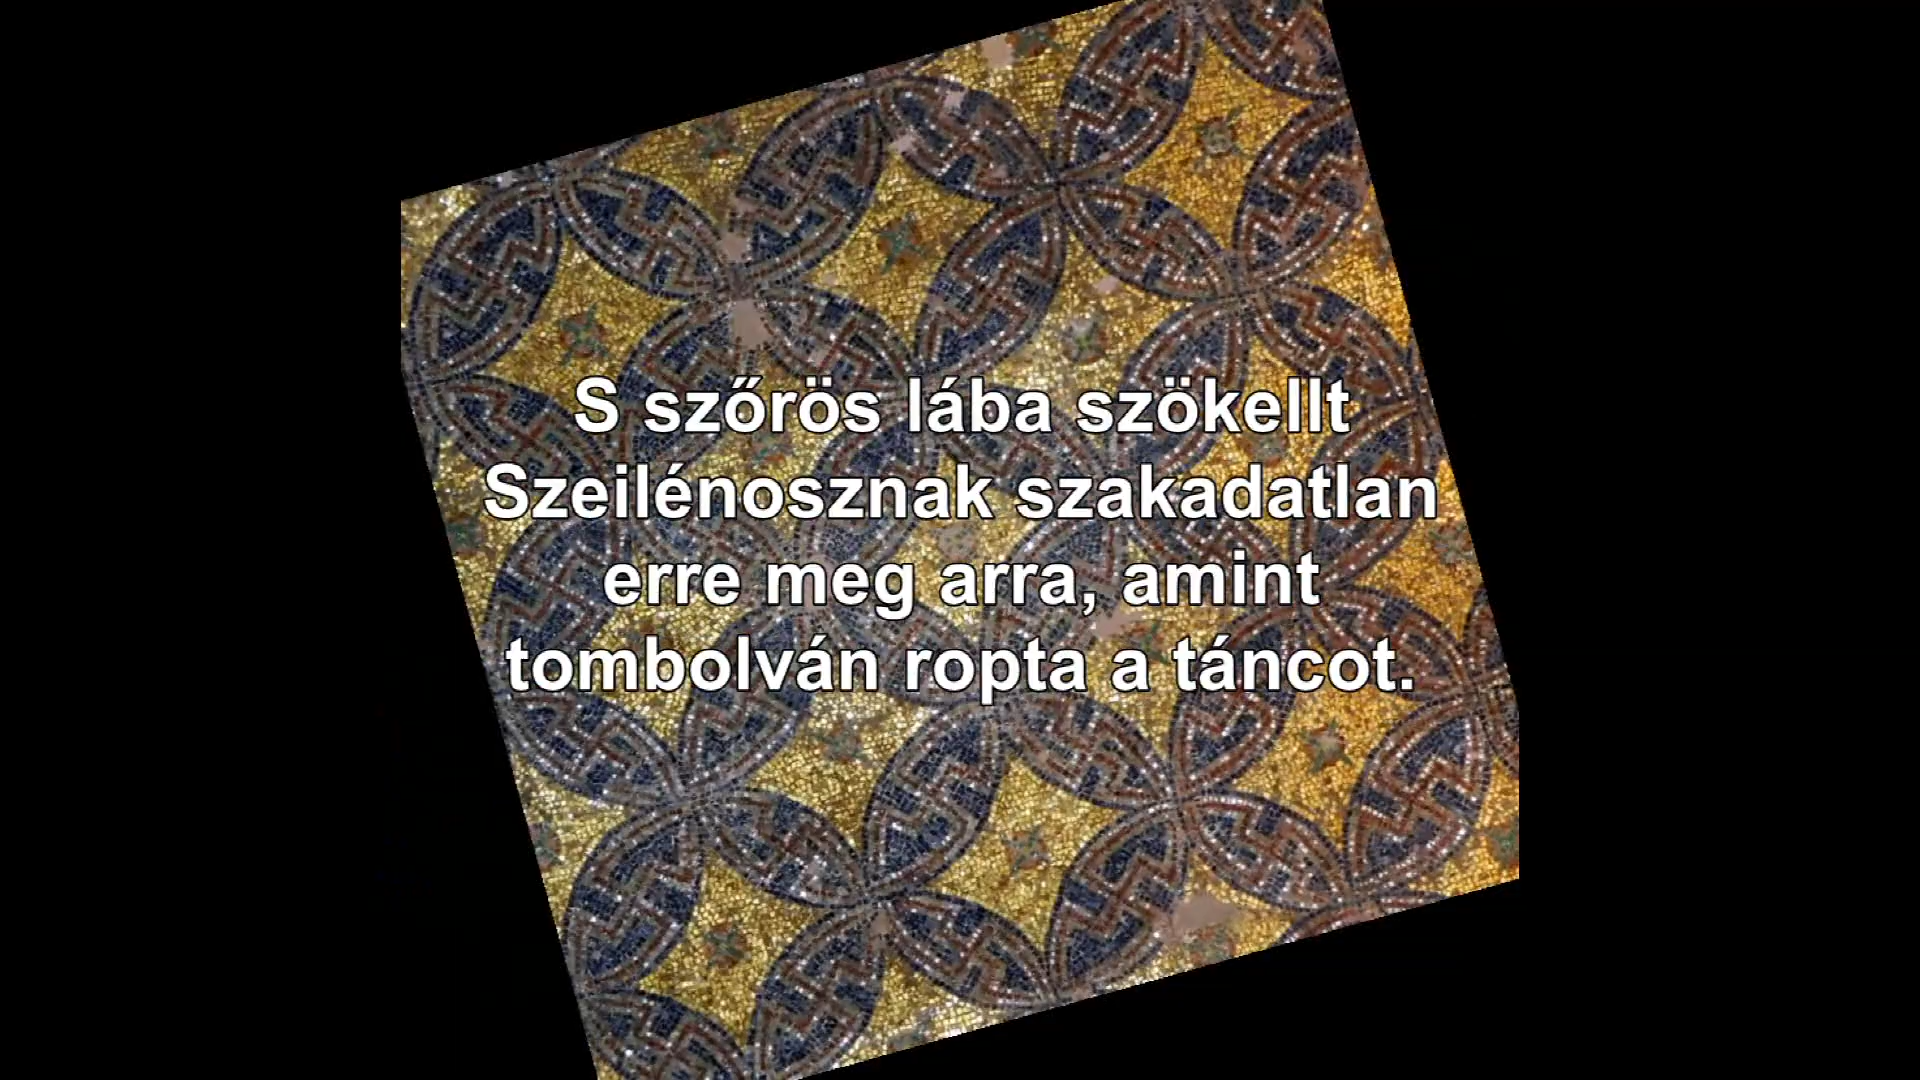 S szőrös lába szökellt
Szeilénosznak szakadatlan
erre meg arra, amint
tombolván ropta a táncot.